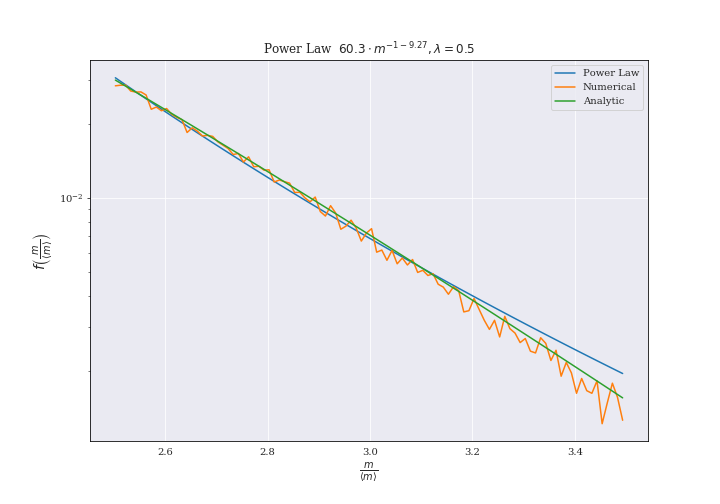 Power Law 60.3 · m^{-1-9.27}, λ = 0.5
Power Law
Numerical
Analytic
10^{-2}
f(m/⟨m⟩)
2.6 2.8 3.0 3.2 3.4
m/⟨m⟩